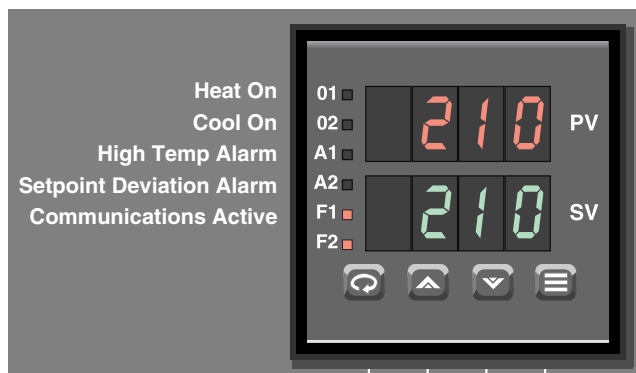 Heat On
Cool On
High Temp Alarm
Setpoint Deviation Alarm
Communications Active
01
02
A1
A2
F1
F2
210 PV
210 SV